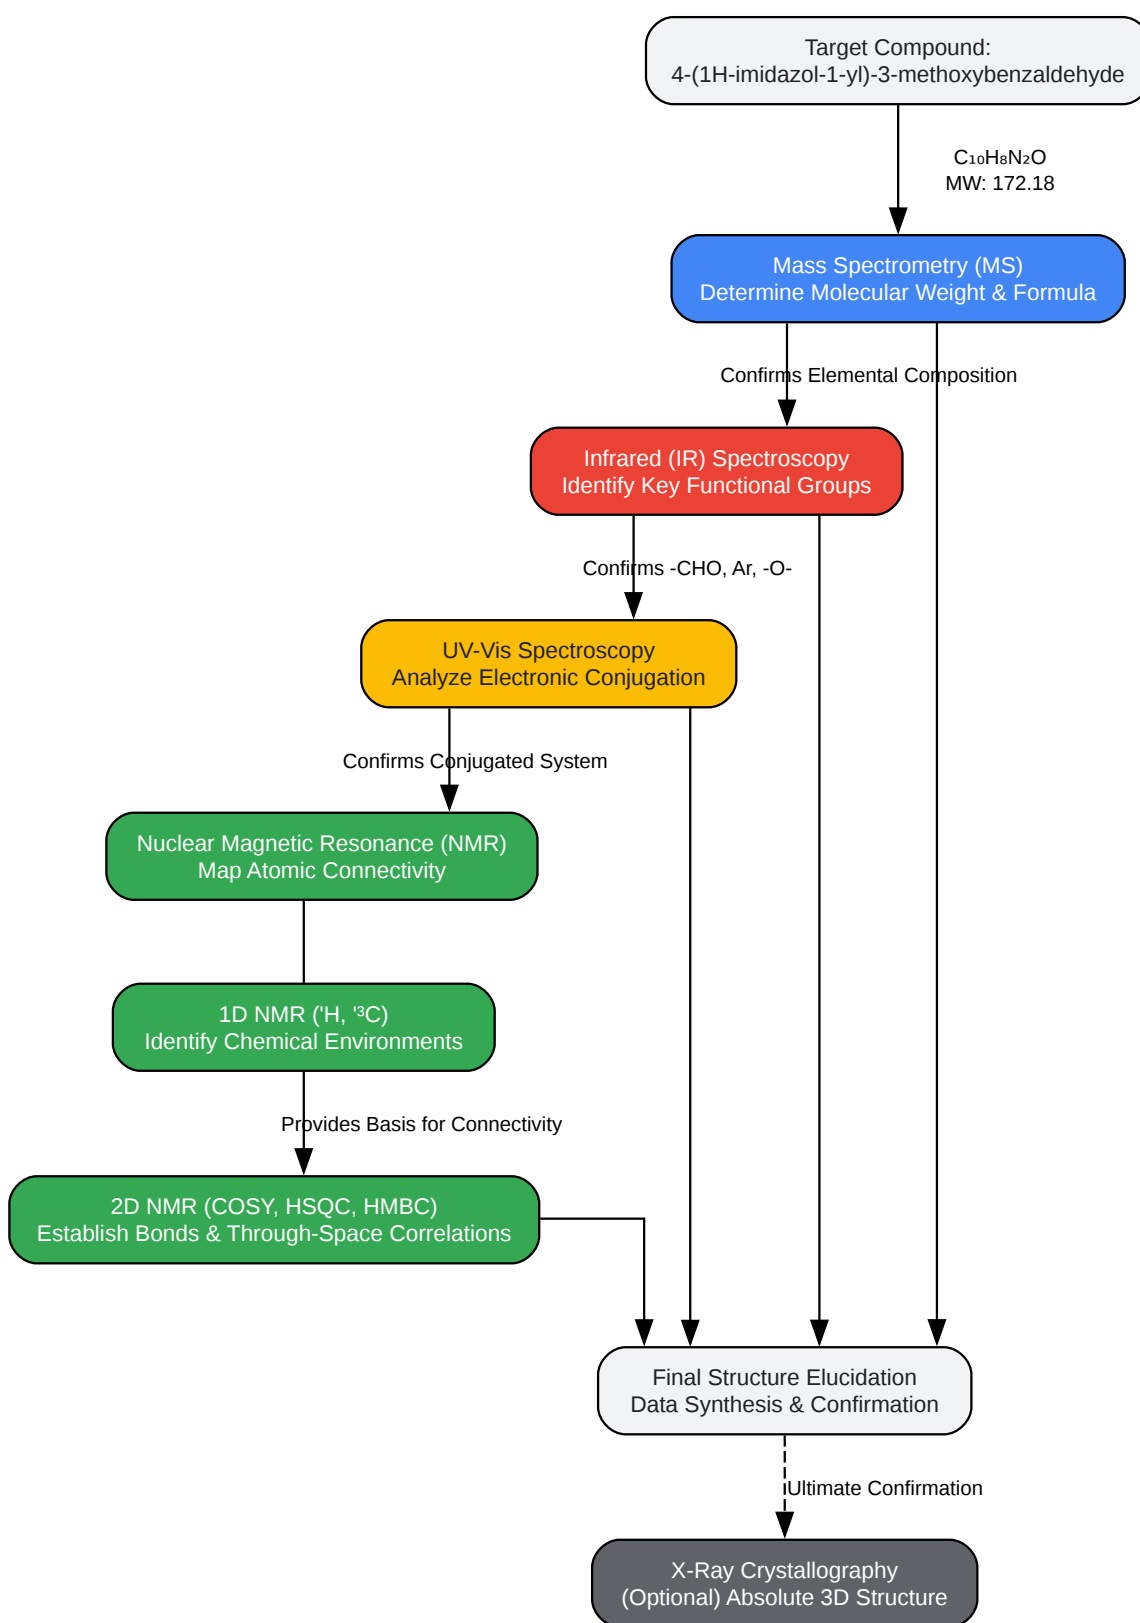 Target Compound:
4-(1H-imidazol-1-yl)-3-methoxybenzaldehyde
C₁₀H₈N₂O
MW: 172.18
Mass Spectrometry (MS)
Determine Molecular Weight & Formula
Confirms Elemental Composition
Infrared (IR) Spectroscopy
Identify Key Functional Groups
Confirms -CHO, Ar, -O-
UV-Vis Spectroscopy
Analyze Electronic Conjugation
Confirms Conjugated System
Nuclear Magnetic Resonance (NMR)
Map Atomic Connectivity
1D NMR ('H, '³C)
Identify Chemical Environments
Provides Basis for Connectivity
2D NMR (COSY, HSQC, HMBC)
Establish Bonds & Through-Space Correlations
Final Structure Elucidation
Data Synthesis & Confirmation
Ultimate Confirmation
X-Ray Crystallography
(Optional) Absolute 3D Structure